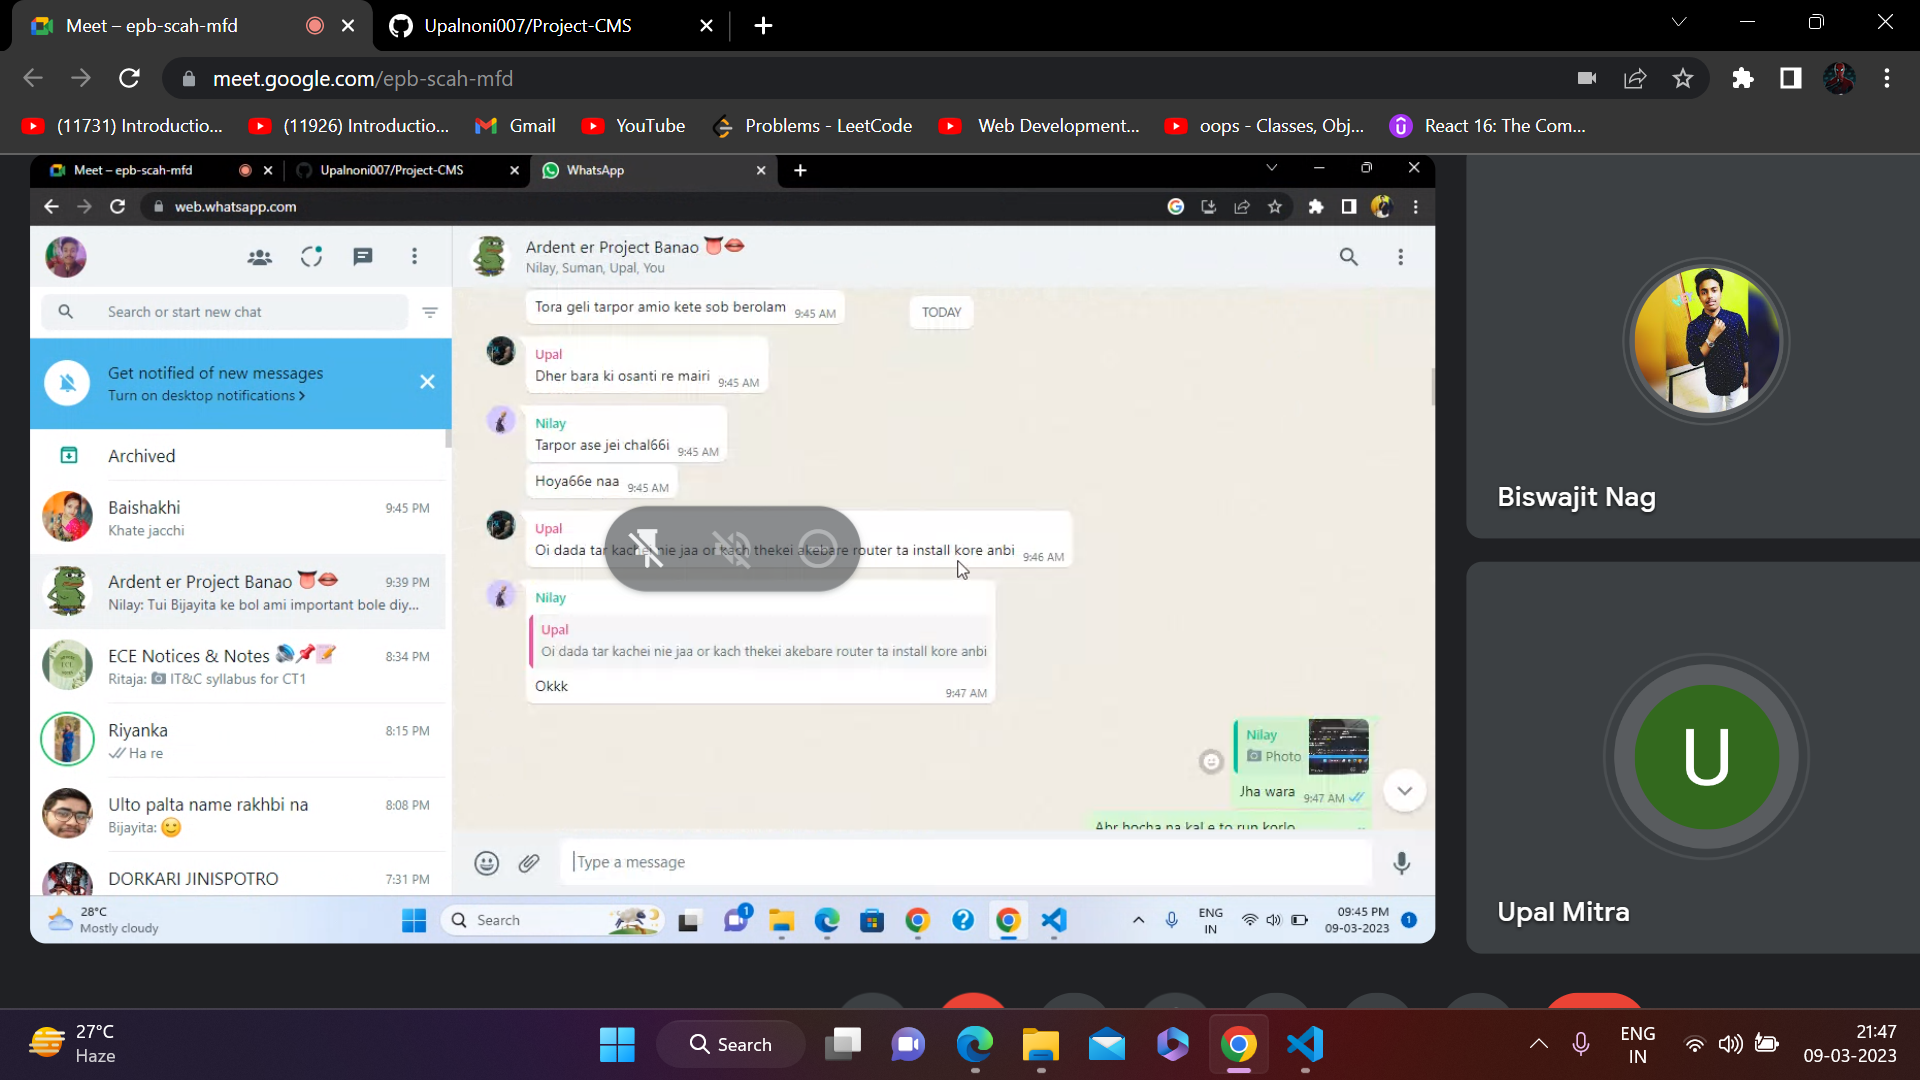 Meet – epb-scah-mfd
Upalnoni007/Project-CMS
meet.google.com/epb-scah-mfd
(11731) Introductio...
(11926) Introductio...
Gmail
YouTube
Problems - LeetCode
Web Development...
oops - Classes, Obj...
React 16: The Com...
Meet – epb-scah-mfd
Upalnoni007/Project-CMS
WhatsApp
web.whatsapp.com
Ardent er Project Banao
Nilay, Suman, Upal, You
Search or start new chat
Get notified of new messages
Turn on desktop notifications >
Archived
Baishakhi
9:45 PM
Khate jacchi
Ardent er Project Banao
9:39 PM
Nilay: Tui Bijayita ke bol ami important bole diy...
ECE Notices & Notes
8:34 PM
Ritaja: IT&C syllabus for CT1
Riyanka
8:15 PM
Ha re
Ulto palta name rakhbi na
8:08 PM
Bijayita:
DORKARI JINISPOTRO
7:31 PM
Tora geli tarpor amio kete sob berolam 9:45 AM
TODAY
Upal
Dher bara ki osanti re mairi 9:45 AM
Nilay
Tarpor ase jei chal66i 9:45 AM
Hoya66e naa 9:45 AM
Upal
Oi dada tar kachei nie jaa or kach thekei akebare router ta install kore anbi 9:46 AM
Nilay
Upal
Oi dada tar kachei nie jaa or kach thekei akebare router ta install kore anbi
Okkk
9:47 AM
Nilay
Photo
Jha wara 9:47 AM
Abr hocha na kal e to run korlo
Type a message
28°C
Mostly cloudy
Search
1
ENG
IN
09:45 PM
09-03-2023
1
Biswajit Nag
U
Upal Mitra
27°C
Haze
Search
ENG
IN
21:47
09-03-2023